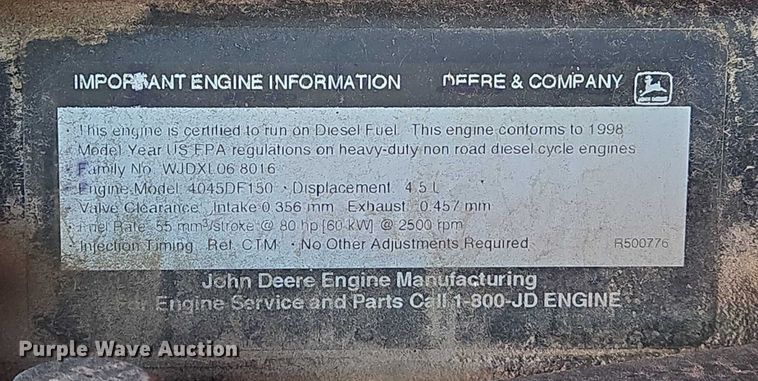 IMPORTANT ENGINE INFORMATION DEERE & COMPANY
JOHN DEERE
• This engine is certified to run on Diesel Fuel. This engine conforms to 1998
Model Year US EPA regulations on heavy-duty non road diesel cycle engines
• Family No. WJDXL06 8016
• Engine Model 4045DF150 • Displacement 4.5 L
Valve Clearance Intake 0.356 mm Exhaust 0.457 mm
• Fuel Rate 55 mm³/stroke @ 80 hp [60 kW] @ 2500 rpm
• Injection Timing Ref. CTM • No Other Adjustments Required R500776
John Deere Engine Manufacturing
For Engine Service and Parts Call 1-800-JD ENGINE
Purple Wave Auction